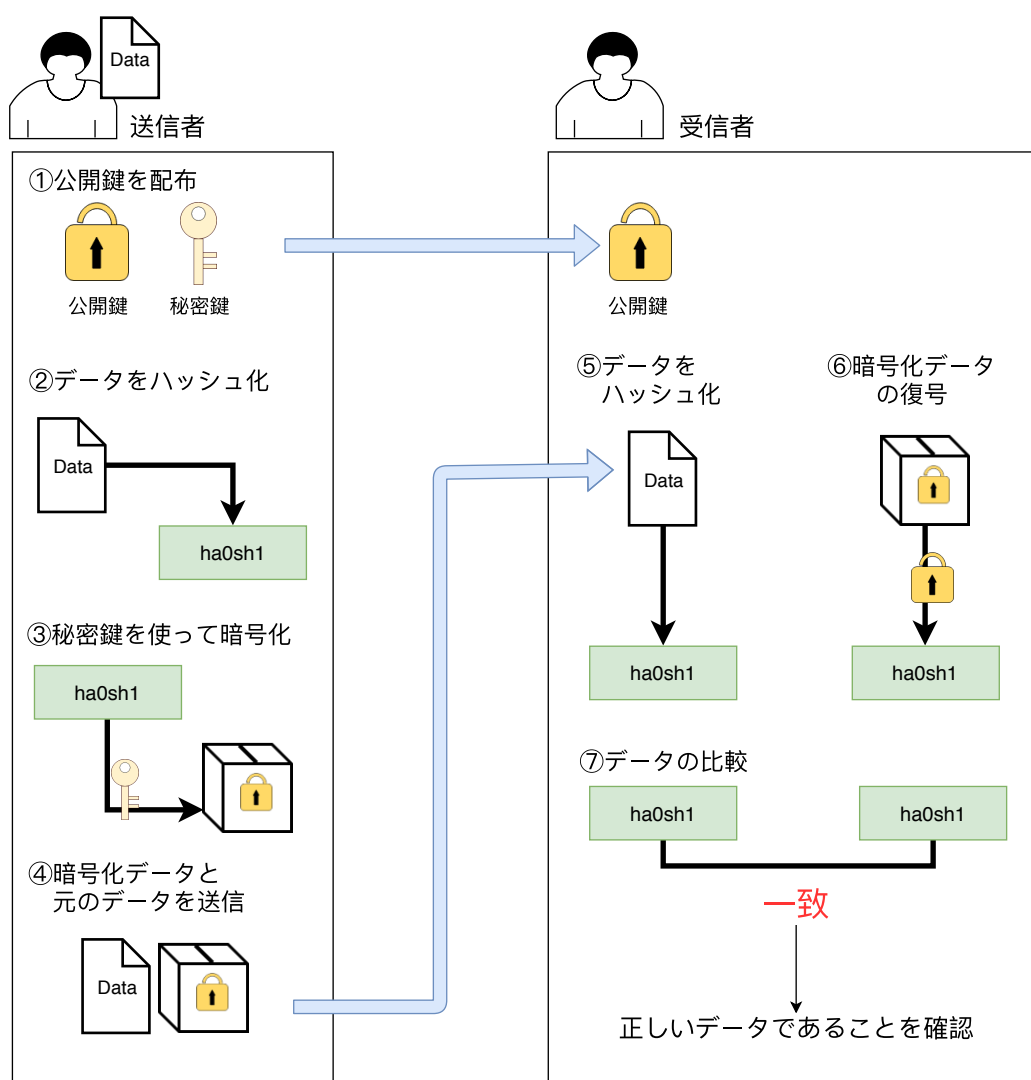 Data
送信者
①公開鍵を配布
公開鍵
秘密鍵
②データをハッシュ化
Data
ha0sh1
③秘密鍵を使って暗号化
ha0sh1
④暗号化データと
元のデータを送信
Data
受信者
公開鍵
⑤データを
ハッシュ化
Data
ha0sh1
⑥暗号化データ
の復号
ha0sh1
⑦データの比較
ha0sh1
ha0sh1
一致
正しいデータであることを確認